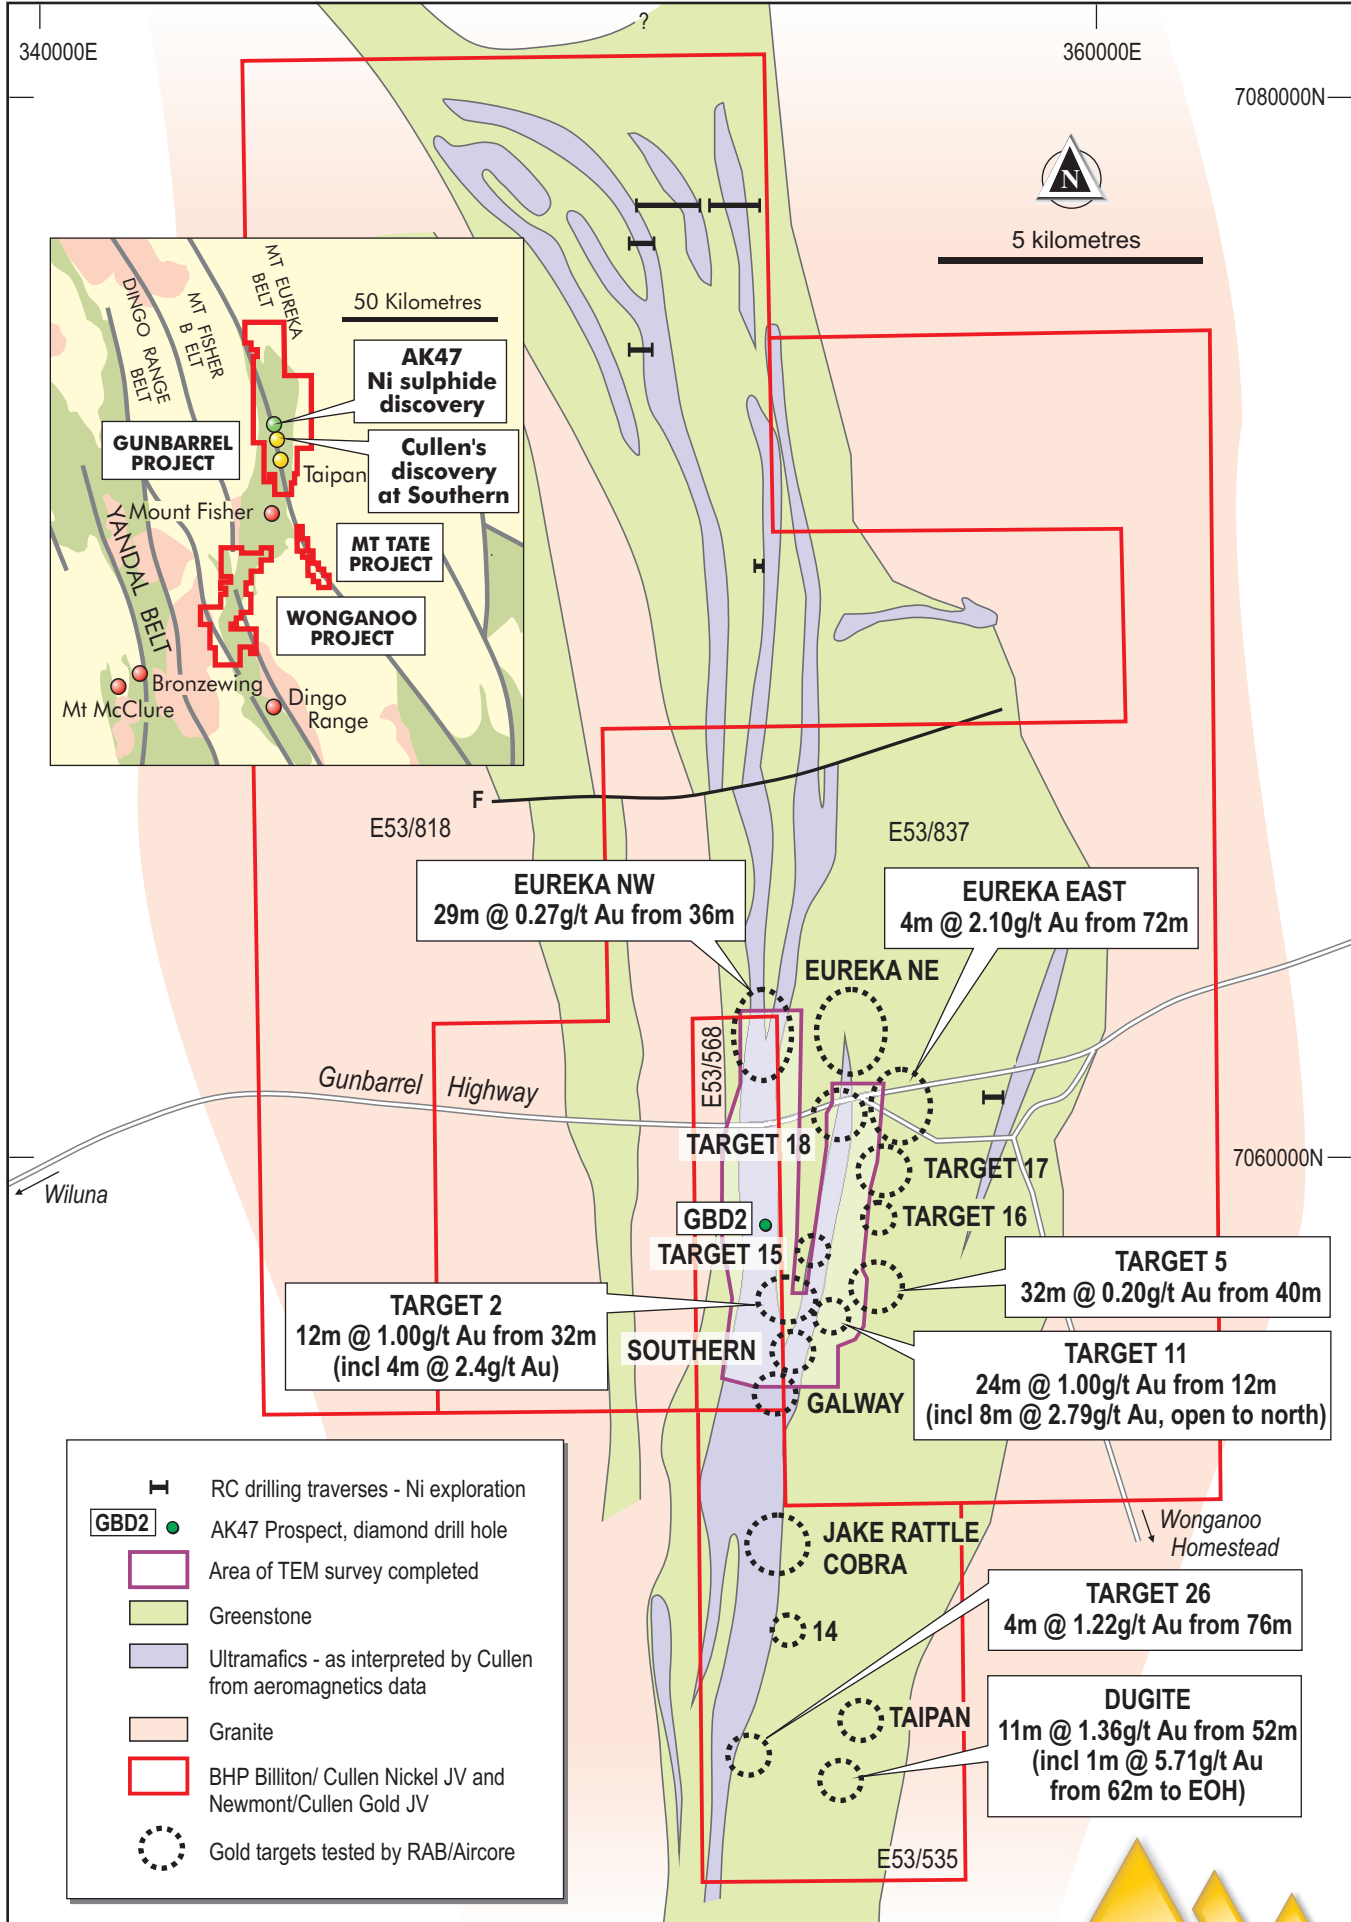 ?
340000E
360000E
7080000N
N
5 kilometres
MT EUREKA
BELT
MT FISHER
B ELT
DINGO RANGE
BELT
50 Kilometres
AK47
Ni sulphide
discovery
GUNBARREL
PROJECT
Cullen's
discovery
at Southern
Taipan
Mount Fisher
YANDAL BELT
MT TATE
PROJECT
WONGANOO
PROJECT
Bronzewing
Mt McClure
Dingo
Range
F
E53/818
E53/837
EUREKA NW
29m @ 0.27g/t Au from 36m
EUREKA EAST
4m @ 2.10g/t Au from 72m
EUREKA NE
E53/568
Gunbarrel Highway
TARGET 18
TARGET 17
7060000N
Wiluna
GBD2
TARGET 16
TARGET 15
TARGET 5
32m @ 0.20g/t Au from 40m
TARGET 2
12m @ 1.00g/t Au from 32m
(incl 4m @ 2.4g/t Au)
SOUTHERN
TARGET 11
24m @ 1.00g/t Au from 12m
(incl 8m @ 2.79g/t Au, open to north)
GALWAY
RC drilling traverses - Ni exploration
GBD2
AK47 Prospect, diamond drill hole
Area of TEM survey completed
Greenstone
Ultramafics - as interpreted by Cullen
from aeromagnetics data
Granite
BHP Billiton/ Cullen Nickel JV and
Newmont/Cullen Gold JV
Gold targets tested by RAB/Aircore
JAKE RATTLE
COBRA
Wonganoo
Homestead
TARGET 26
4m @ 1.22g/t Au from 76m
14
TAIPAN
DUGITE
11m @ 1.36g/t Au from 52m
(incl 1m @ 5.71g/t Au
from 62m to EOH)
E53/535